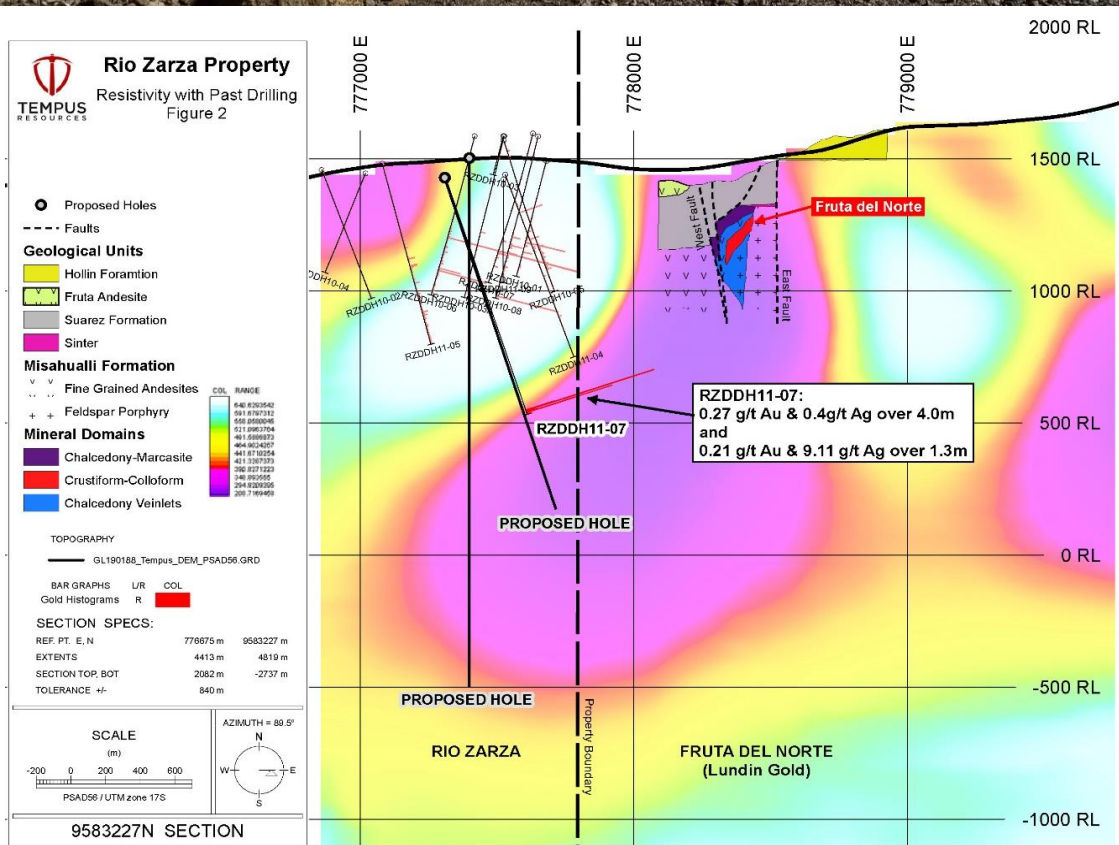 TEMPUS
RESOURCES
Rio Zarza Property
Resistivity with Past Drilling
Figure 2
Proposed Holes
Faults
Geological Units
Hollin Foramtion
Fruta Andesite
Suarez Formation
Sinter
Misahualli Formation
Fine Grained Andesites
Feldspar Porphyry
Mineral Domains
Chalcedony-Marcasite
Crustiform-Colloform
Chalcedony Veinlets
COL RANGE
TOPOGRAPHY
GL190188_Tempus_DEM_PSAD56.GRD
BAR GRAPHS L/R COL
Gold Histograms R
SECTION SPECS:
REF. PT. E, N 776675 m 9583227 m
EXTENTS 4413 m 4819 m
SECTION TOP, BOT 2082 m -2737 m
TOLERANCE +/- 840 m
SCALE
(m)
-200 0 200 400 600
PSAD56 / UTM zone 17S
AZIMUTH = 89.5°
N
W E
S
9583227N SECTION
777000 E
778000 E
779000 E
2000 RL
1500 RL
1000 RL
500 RL
0 RL
-500 RL
-1000 RL
RZDDH10-03
DDH10-04
RZDDH10-02
RZDDH10-01
RZDDH10-08
RZDDH11-05
RZDDH11-04
West Fault
East Fault
Fruta del Norte
RZDDH11-07
RZDDH11-07:
0.27 g/t Au & 0.4g/t Ag over 4.0m
and
0.21 g/t Au & 9.11 g/t Ag over 1.3m
PROPOSED HOLE
PROPOSED HOLE
Property Boundary
RIO ZARZA
FRUTA DEL NORTE
(Lundin Gold)